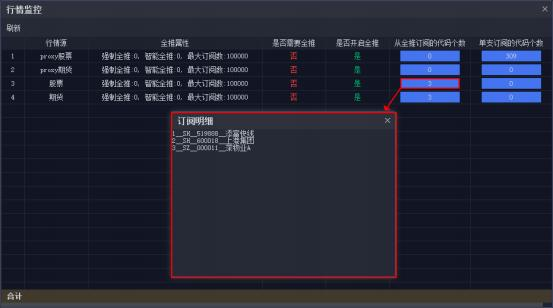 行情监控
刷新
行情源 全推属性 是否需要全推 是否开启全推 从全推订阅的代码个数 单支订阅的代码个数
1 proxy股票 强制全推:0, 智能全推:0, 最大订阅数:100000 否 是 0 309
2 proxy期货 强制全推:0, 智能全推:0, 最大订阅数:100000 否 是 0 0
3 股票 强制全推:0, 智能全推:0, 最大订阅数:100000 否 是 3 0
4 期货 强制全推:0, 智能全推:0, 最大订阅数:100000 否 是 3 0
订阅明细
1__SH__519888__添富快线
2__SH__600018__上港集团
3__SZ__000011__深物业A
合计